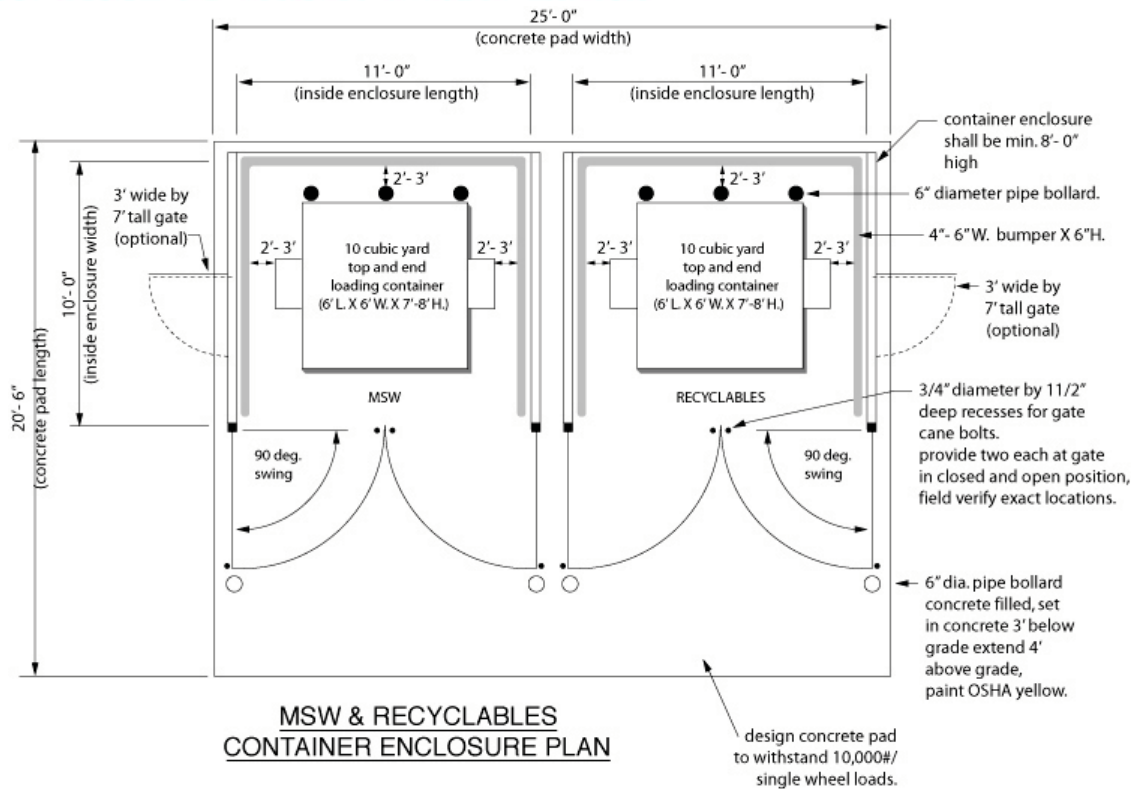 25'- 0"
(concrete pad width)
11'- 0"
(inside enclosure length)
11'- 0"
(inside enclosure length)
container enclosure
shall be min. 8'- 0"
high
3' wide by
7' tall gate
(optional)
2'- 3'
2'- 3'
6" diameter pipe bollard.
4"- 6" W. bumper X 6"H.
2'- 3'
2'- 3'
10 cubic yard
top and end
loading container
(6' L. X 6' W. X 7'-8' H.)
2'- 3'
2'- 3'
10 cubic yard
top and end
loading container
(6' L. X 6' W. X 7'-8' H.)
3' wide by
7' tall gate
(optional)
10'- 0"
(inside enclosure width)
20'- 6"
(concrete pad length)
MSW
RECYCLABLES
3/4" diameter by 11/2"
deep recesses for gate
cane bolts.
provide two each at gate
in closed and open position,
field verify exact locations.
90 deg.
swing
90 deg.
swing
6" dia. pipe bollard
concrete filled, set
in concrete 3' below
grade extend 4'
above grade,
paint OSHA yellow.
MSW & RECYCLABLES
CONTAINER ENCLOSURE PLAN
design concrete pad
to withstand 10,000#/
single wheel loads.